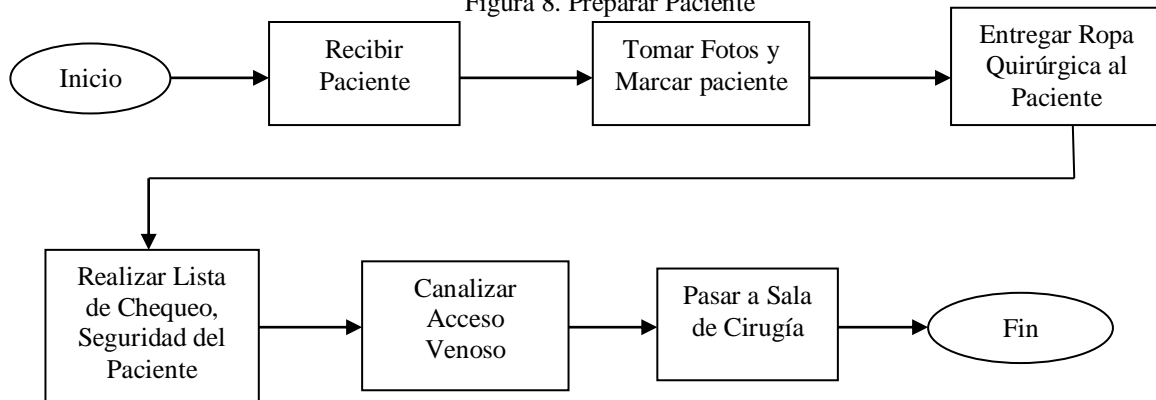 Figura 8. Preparar Paciente
Inicio
Recibir
Paciente
Tomar Fotos y
Marcar paciente
Entregar Ropa
Quirúrgica al
Paciente
Realizar Lista
de Chequeo,
Seguridad del
Paciente
Canalizar
Acceso
Venoso
Pasar a Sala
de Cirugía
Fin